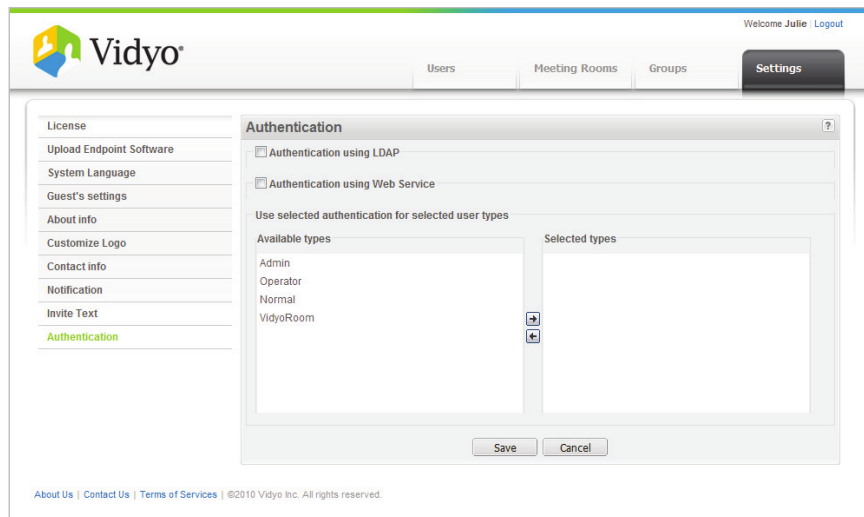 Welcome Julie | Logout
Vidyo
Users Meeting Rooms Groups Settings
License
Upload Endpoint Software
System Language
Guest's settings
About info
Customize Logo
Contact info
Notification
Invite Text
Authentication
Authentication ?
Authentication using LDAP
Authentication using Web Service
Use selected authentication for selected user types
Available types Selected types
Admin
Operator
Normal
VidyoRoom
Save Cancel
About Us | Contact Us | Terms of Services | ©2010 Vidyo Inc. All rights reserved.